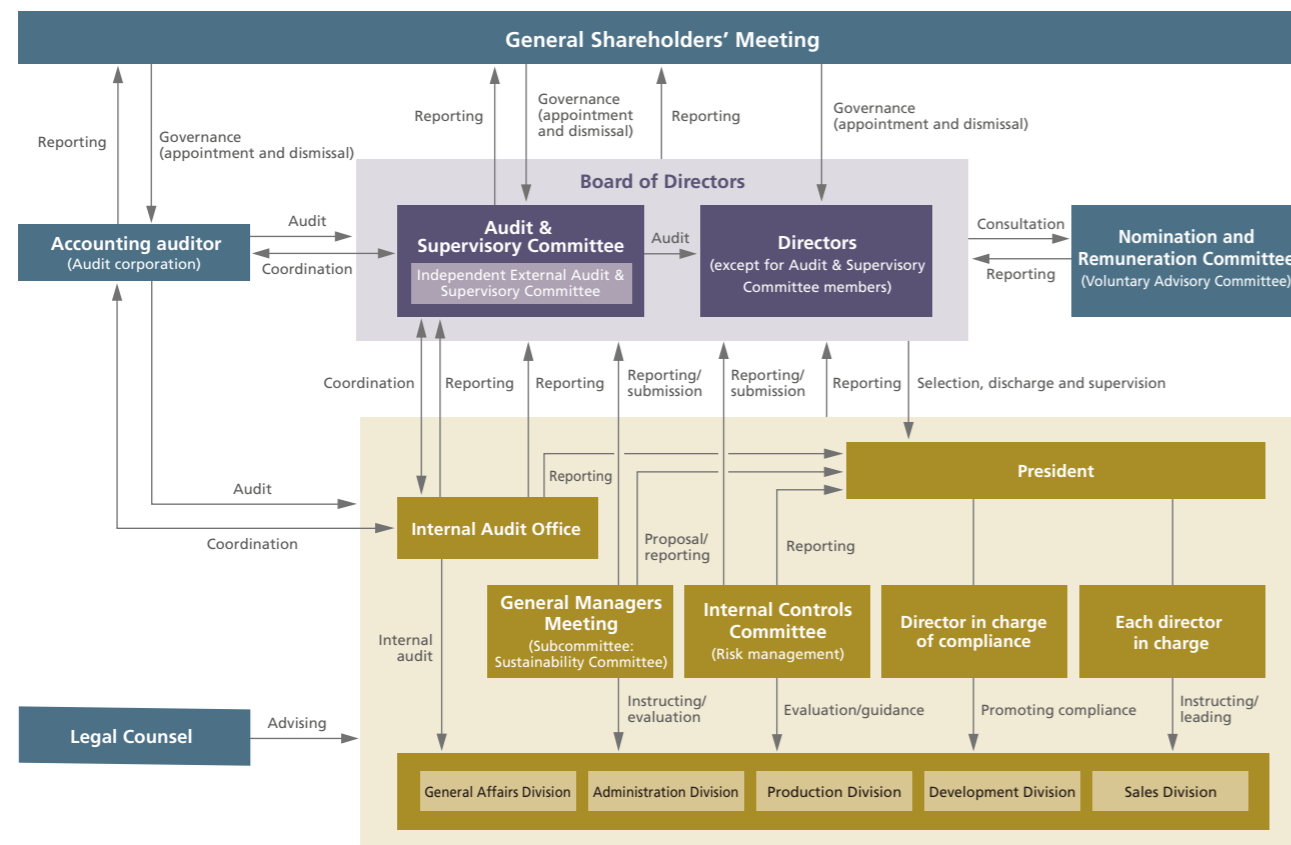 General Shareholders’ Meeting
Reporting
Governance
(appointment and dismissal)
Reporting
Governance
(appointment
and dismissal)
Reporting
Governance
(appointment and dismissal)
Board of Directors
Accounting auditor
(Audit corporation)
Audit
Coordination
Audit &
Supervisory Committee
Independent External Audit &
Supervisory Committee
Audit
Directors
(except for Audit & Supervisory
Committee members)
Consultation
Reporting
Nomination and
Remuneration Committee
(Voluntary Advisory Committee)
Coordination
Reporting
Reporting
Reporting/
submission
Reporting/
submission
Reporting
Selection, discharge and supervision
President
Reporting
Audit
Coordination
Internal Audit Office
Proposal/
reporting
Reporting
General Managers
Meeting
(Subcommittee:
Sustainability Committee)
Internal Controls
Committee
(Risk management)
Director in charge
of compliance
Each director
in charge
Internal
audit
Instructing/
evaluation
Evaluation/guidance
Promoting compliance
Instructing/
leading
Legal Counsel
Advising
General Affairs Division
Administration Division
Production Division
Development Division
Sales Division